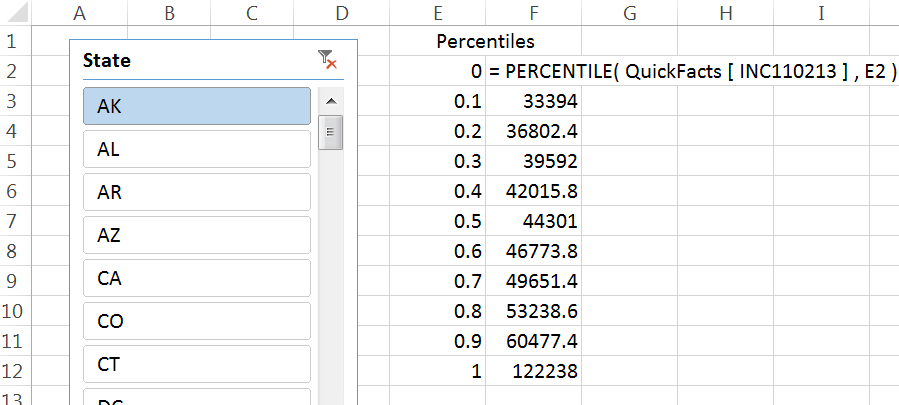 A B C D E F G H I
1 Percentiles
State
2 0 = PERCENTILE( QuickFacts [ INC110213 ] , E2 )
3 AK 0.1 33394
4 0.2 36802.4
AL
5 0.3 39592
6 AR 0.4 42015.8
7 AZ 0.5 44301
8 0.6 46773.8
9 CA 0.7 49651.4
10 CO 0.8 53238.6
11 0.9 60477.4
12 CT 1 122238
13 DC